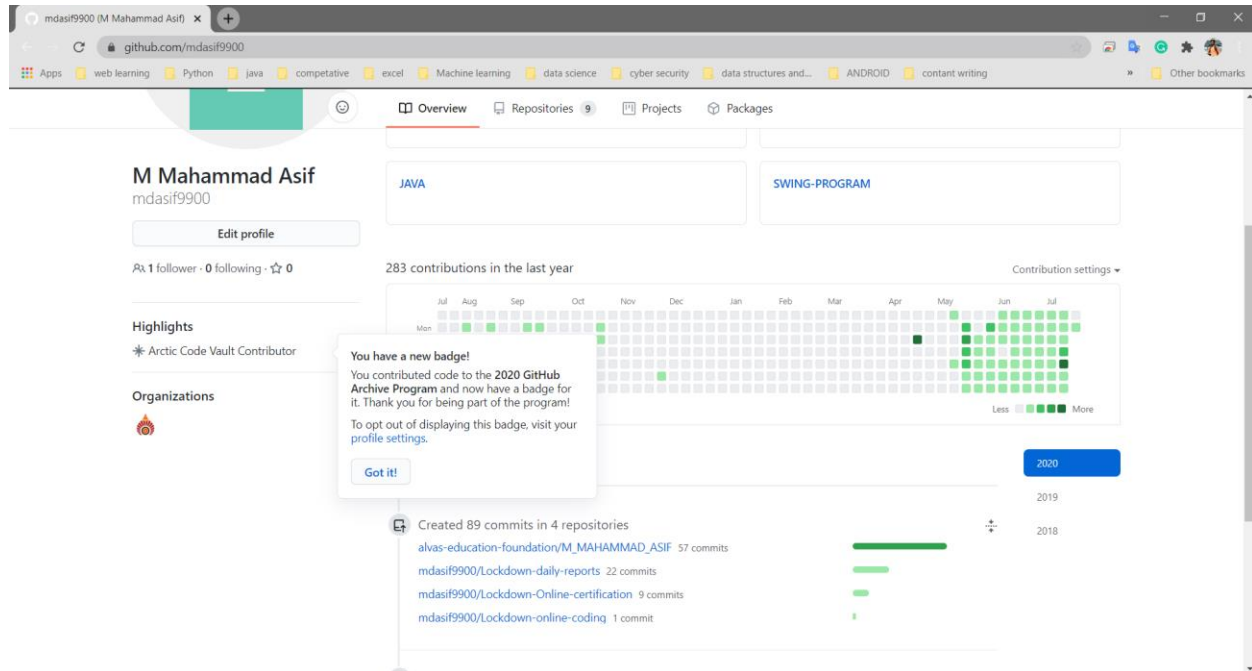 mdasif9900 (M Mahammad Asif)
github.com/mdasif9900
Apps web learning Python java competative excel Machine learning data science cyber security data structures and... ANDROID contant writing » Other bookmarks
Overview Repositories 9 Projects Packages
M Mahammad Asif
mdasif9900
Edit profile
1 follower · 0 following · 0
Highlights
Arctic Code Vault Contributor
Organizations
JAVA SWING-PROGRAM
283 contributions in the last year Contribution settings
Jul Aug Sep Oct Nov Dec Jan Feb Mar Apr May Jun Jul
Mon
Less More
You have a new badge!
You contributed code to the 2020 GitHub
Archive Program and now have a badge for
it. Thank you for being part of the program!
To opt out of displaying this badge, visit your
profile settings.
Got it!
2020
2019
2018
Created 89 commits in 4 repositories
alvas-education-foundation/M_MAHAMMAD_ASIF 57 commits
mdasif9900/Lockdown-daily-reports 22 commits
mdasif9900/Lockdown-Online-certification 9 commits
mdasif9900/Lockdown-online-coding 1 commit